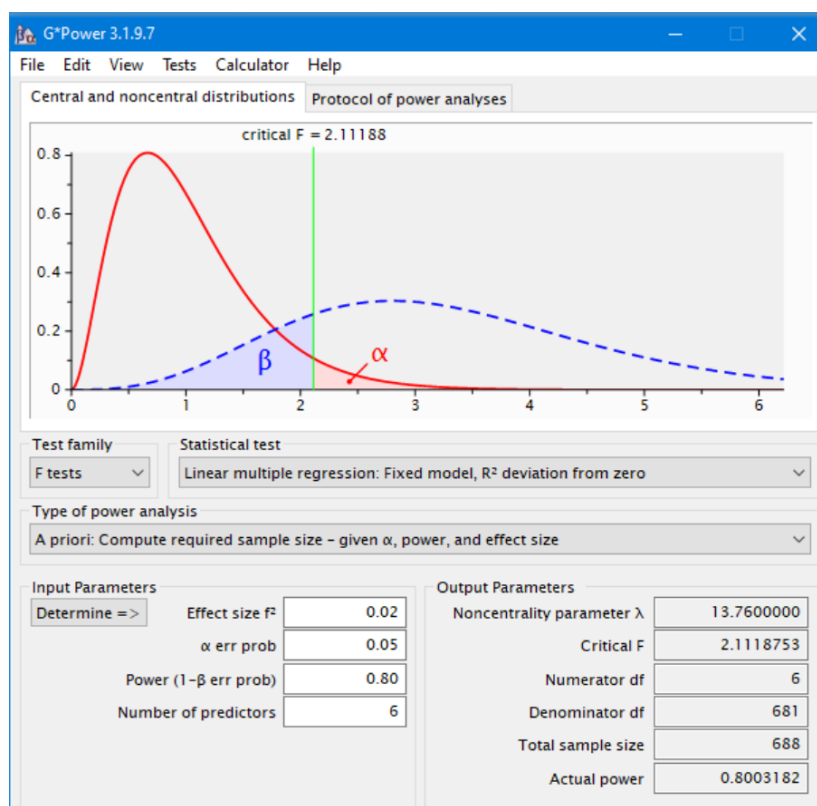 G*Power 3.1.9.7
File Edit View Tests Calculator Help
Central and noncentral distributions Protocol of power analyses
critical F = 2.11188
0.8
0.6
0.4
0.2
0
β
α
0 1 2 3 4 5 6
Test family Statistical test
F tests Linear multiple regression: Fixed model, R² deviation from zero
Type of power analysis
A priori: Compute required sample size – given α, power, and effect size
Input Parameters Output Parameters
Determine => Effect size f² 0.02 Noncentrality parameter λ 13.7600000
α err prob 0.05 Critical F 2.1118753
Power (1-β err prob) 0.80 Numerator df 6
Number of predictors 6 Denominator df 681
Total sample size 688
Actual power 0.8003182